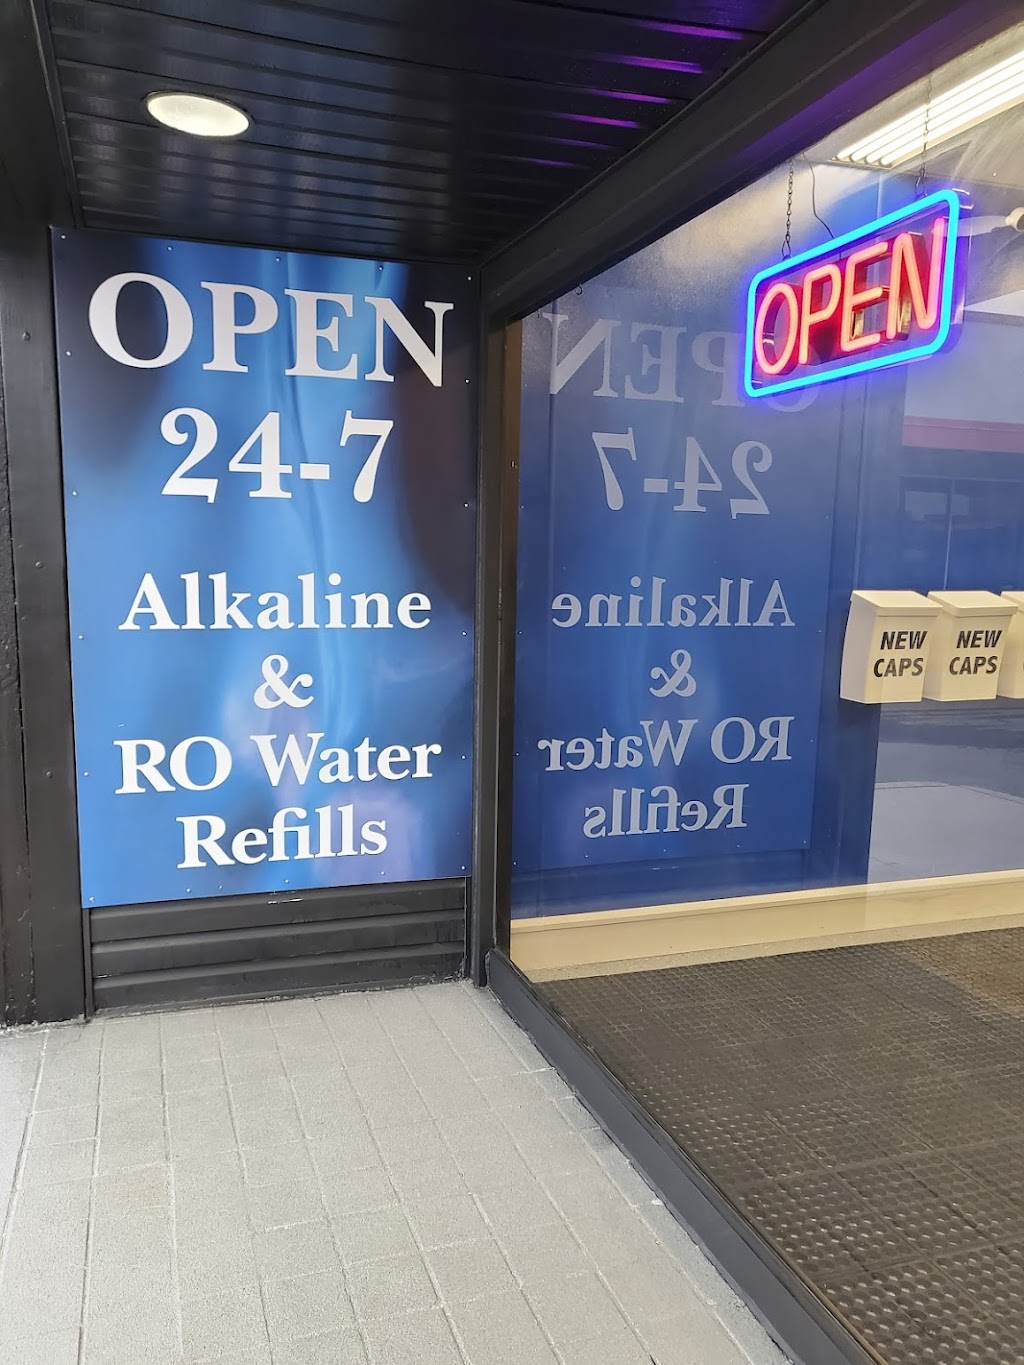 OPEN
24-7
Alkaline
&
RO Water
Refills
OPEN
NEW
CAPS
NEW
CAPS